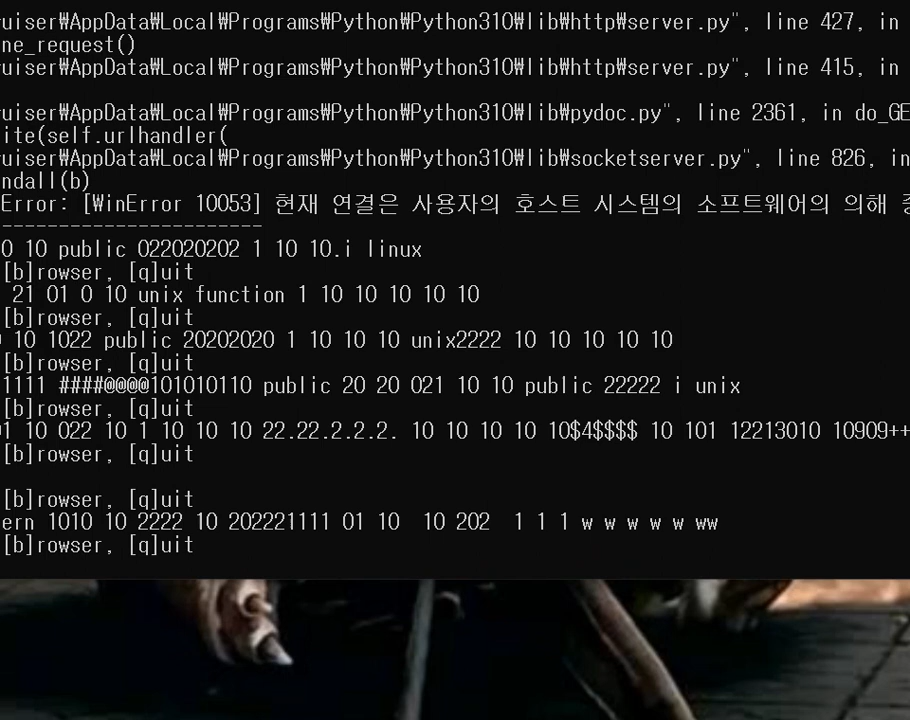 uiser₩AppData₩Local₩Programs₩Python₩Python310₩lib₩http₩server.py", line 427, in
ne_request()
ruiser₩AppData₩Local₩Programs₩Python₩Python310₩lib₩http₩server.py", line 415, in
ruiser₩AppData₩Local₩Programs₩Python₩Python310₩lib₩pydoc.py", line 2361, in do_GE
ite(self.urlhandler(
ruiser₩AppData₩Local₩Programs₩Python₩Python310₩lib₩socketserver.py", line 826, in
ndall(b)
Error: [WinError 10053] 현재 연결은 사용자의 호스트 시스템의 소프트웨어의 의해
-----------------------
0 10 public 022020202 1 10 10.i linux
[b]rowser, [q]uit
21 01 0 10 unix function 1 10 10 10 10 10
[b]rowser, [q]uit
10 1022 public 20202020 1 10 10 10 unix2222 10 10 10 10 10
[b]rowser, [q]uit
1111 ####@@@@101010110 public 20 20 021 10 10 public 22222 i unix
[b]rowser, [q]uit
1 10 022 10 1 10 10 10 22.22.2.2.2. 10 10 10 10 10$4$$$$ 10 101 12213010 10909++
[b]rowser, [q]uit
[b]rowser, [q]uit
ern 1010 10 2222 10 202221111 01 10 10 202 1 1 1 w w w w w ww
[b]rowser, [q]uit